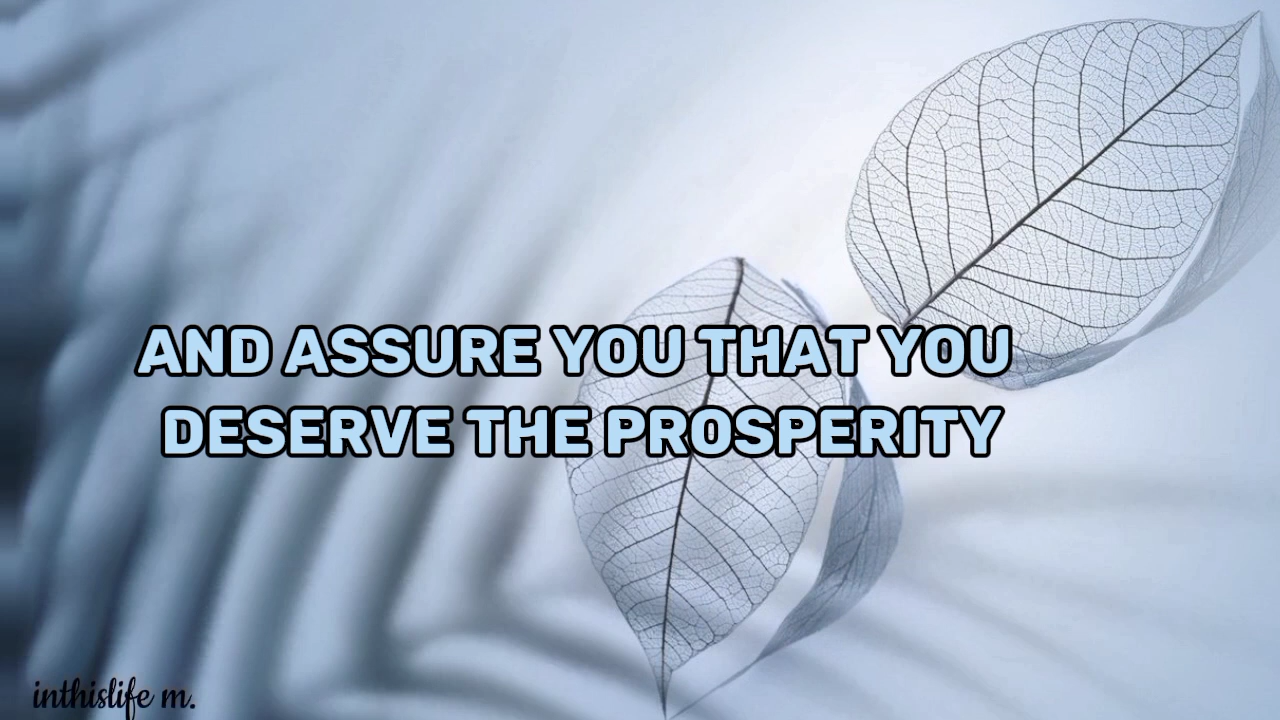 AND ASSURE YOU THAT YOU
DESERVE THE PROSPERITY
inthislife m.